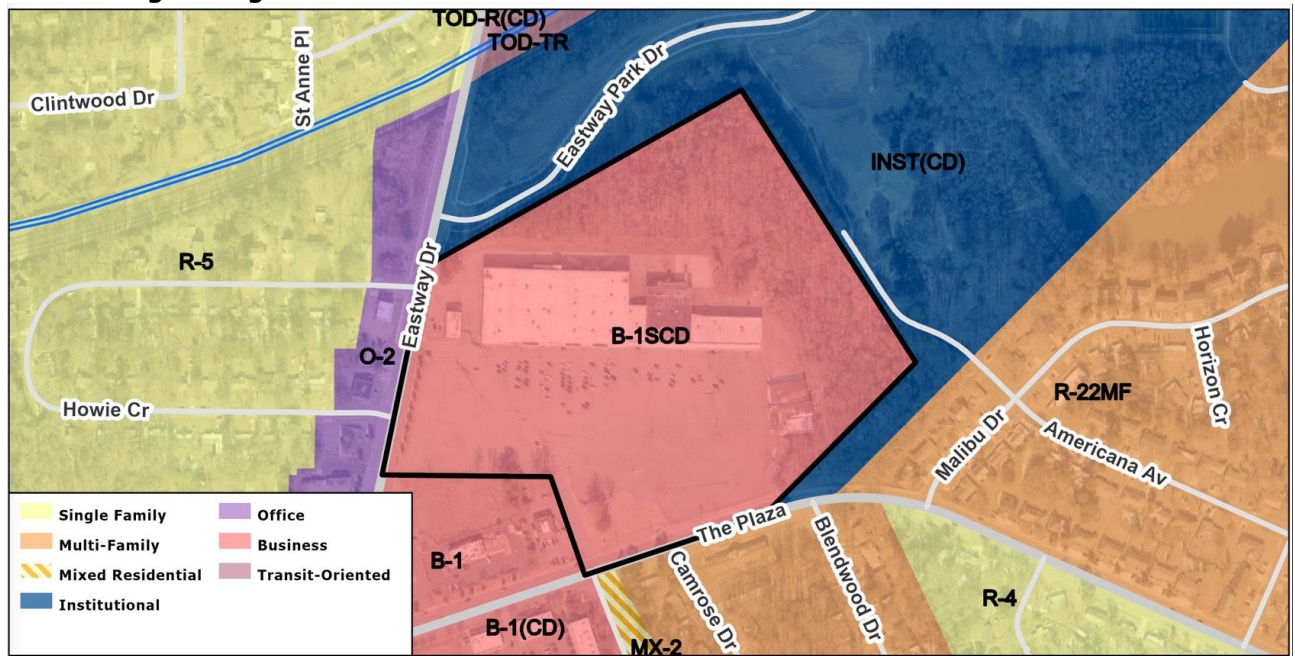 TOD-R(CD)
TOD-TR
St Anne Pl
Clintwood Dr
Eastway Park Dr
INST(CD)
R-5
Eastway Dr
B-1SCD
O-2
Howie Cr
Horizon Cr
R-22MF
Malibu Dr
Americana Av
The Plaza
Blendwood Dr
Camrose Dr
B-1
R-4
B-1(CD)
MX-2
Single Family
Office
Multi-Family
Business
Mixed Residential
Transit-Oriented
Institutional